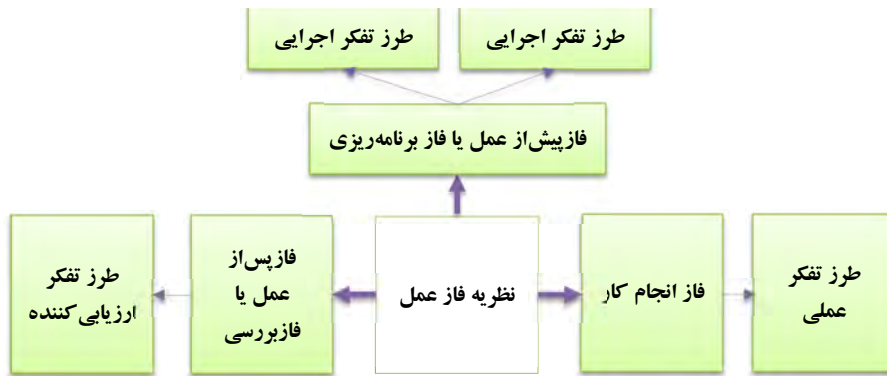 طرز تفکر اجرایی
طرز تفکر اجرایی
فازپیش‌از عمل یا فاز برنامه‌ریزی
طرز تفکر
عملی
فاز انجام کار
نظریه فاز عمل
فازپس‌از
عمل یا
فازبررسی
طرز تفکر
ارزیابی‌کننده